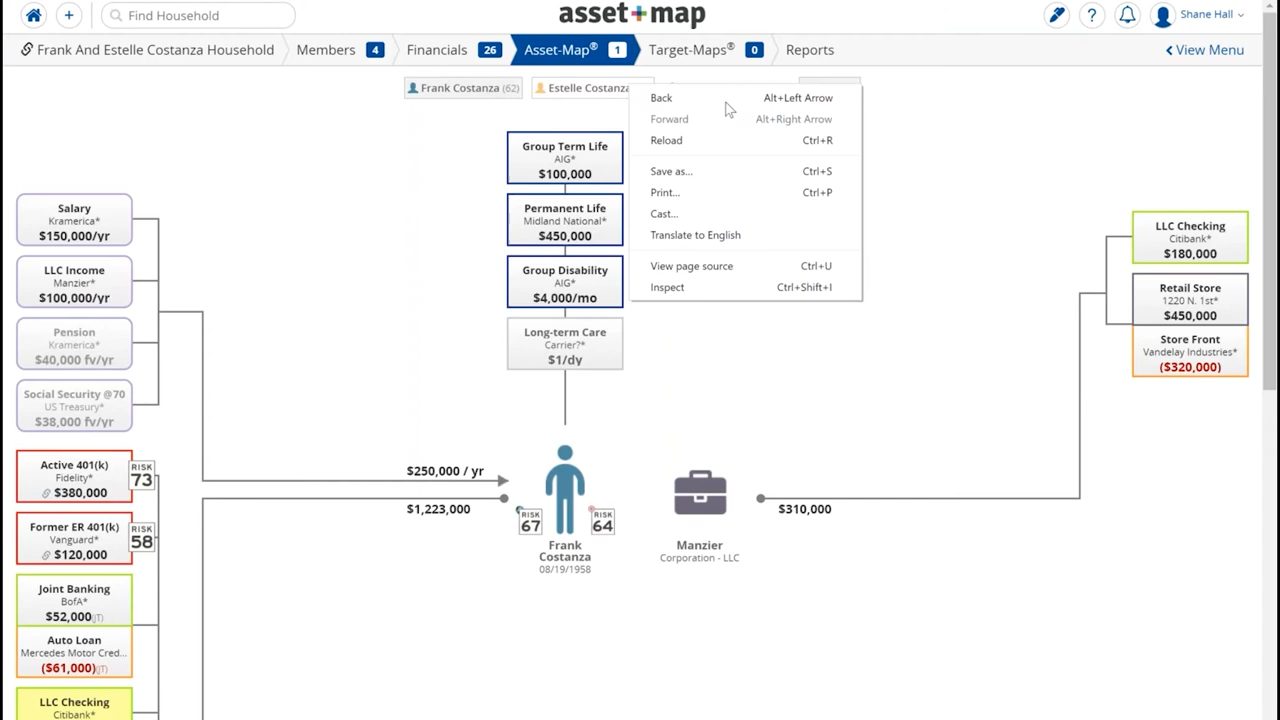 Find Household
asset+map
Shane Hall
Frank And Estelle Costanza Household
Members 4
Financials 26
Asset-Map® 1
Target-Maps® 0
Reports
View Menu
Frank Costanza (62)
Estelle Costanza
Back Alt+Left Arrow
Forward Alt+Right Arrow
Reload Ctrl+R
Save as... Ctrl+S
Print... Ctrl+P
Cast...
Translate to English
View page source Ctrl+U
Inspect Ctrl+Shift+I
Group Term Life
AIG*
$100,000
Permanent Life
Midland National*
$450,000
Group Disability
AIG*
$4,000/mo
Long-term Care
Carrier?*
$1/dy
Salary
Kramerica*
$150,000/yr
LLC Income
Manzier*
$100,000/yr
Pension
Kramerica*
$40,000 fv/yr
Social Security @70
US Treasury*
$38,000 fv/yr
Active 401(k)
Fidelity*
$380,000
RISK
73
Former ER 401(k)
Vanguard*
$120,000
RISK
58
Joint Banking
BofA*
$52,000(JT)
Auto Loan
Mercedes Motor Cred...
($61,000)(JT)
LLC Checking
Citibank*
$250,000 / yr
$1,223,000
RISK
67
RISK
64
Frank
Costanza
08/19/1958
Manzier
Corporation - LLC
$310,000
LLC Checking
Citibank*
$180,000
Retail Store
1220 N. 1st*
$450,000
Store Front
Vandelay Industries*
($320,000)